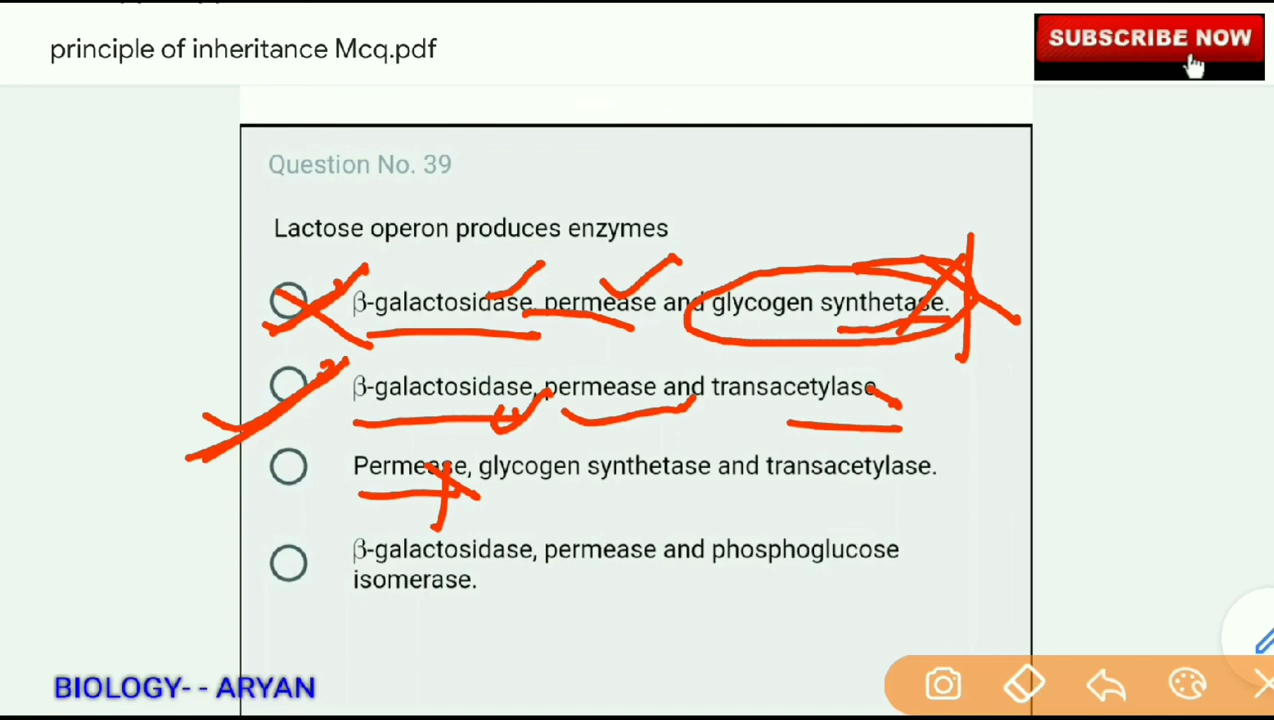 principle of inheritance Mcq.pdf
SUBSCRIBE NOW
Question No. 39
Lactose operon produces enzymes
β-galactosidase, permease and glycogen synthetase.
β-galactosidase, permease and transacetylase.
Permease, glycogen synthetase and transacetylase.
β-galactosidase, permease and phosphoglucose
isomerase.
BIOLOGY- - ARYAN